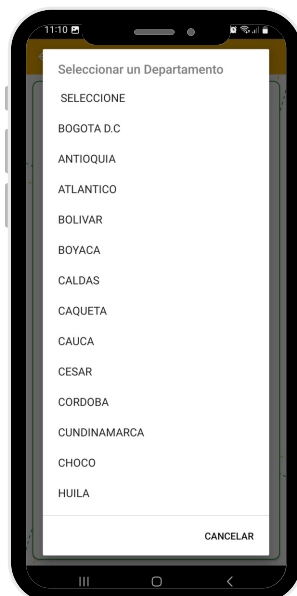 11:10
Seleccionar un Departamento
SELECCIONE
BOGOTA D.C
ANTIOQUIA
ATLANTICO
BOLIVAR
BOYACA
CALDAS
CAQUETA
CAUCA
CESAR
CORDOBA
CUNDINAMARCA
CHOCO
HUILA
CANCELAR